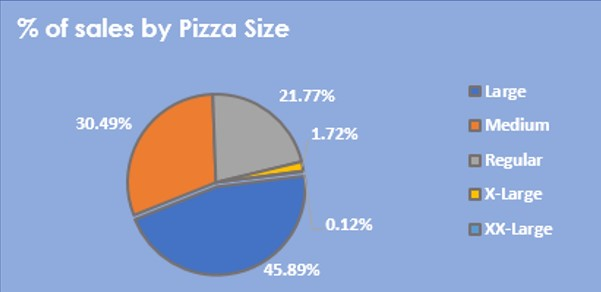 % of sales by Pizza Size
21.77%
30.49%
1.72%
0.12%
45.89%
Large
Medium
Regular
X-Large
XX-Large